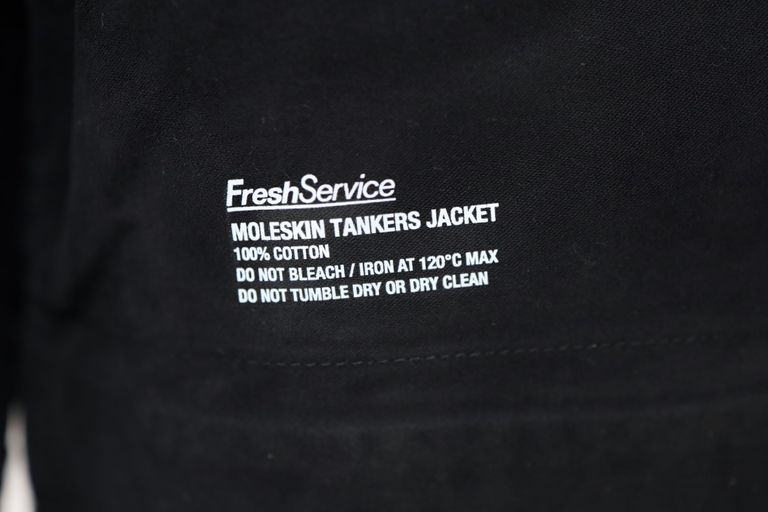 FreshService
MOLESKIN TANKERS JACKET
100% COTTON
DO NOT BLEACH / IRON AT 120°C MAX
DO NOT TUMBLE DRY OR DRY CLEAN